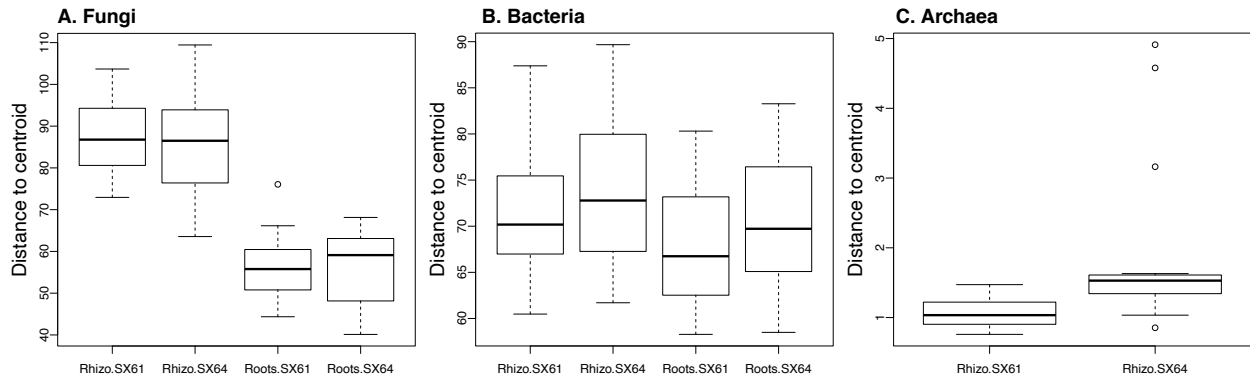 A. Fungi
Distance to centroid
110
100
90
80
70
60
50
40
Rhizo.SX61 Rhizo.SX64 Roots.SX61 Roots.SX64
B. Bacteria
Distance to centroid
90
85
80
75
70
65
60
Rhizo.SX61 Rhizo.SX64 Roots.SX61 Roots.SX64
C. Archaea
Distance to centroid
5
4
3
2
1
Rhizo.SX61 Rhizo.SX64